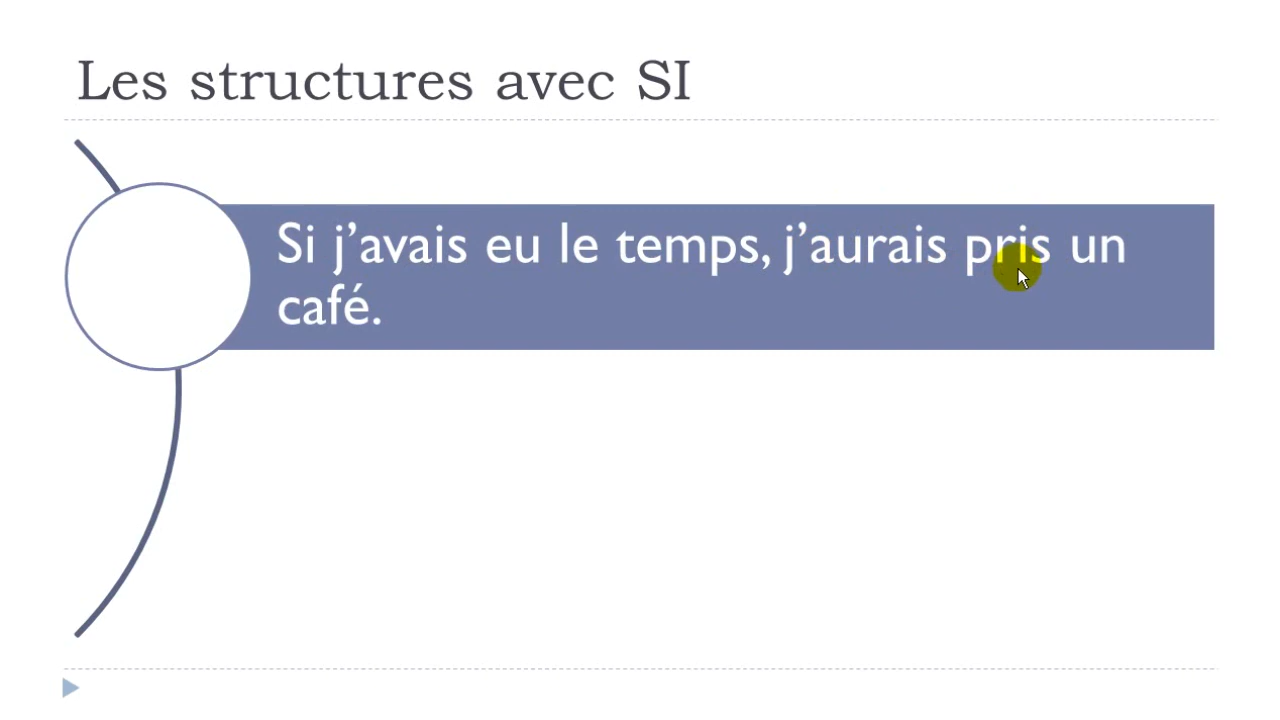 Les structures avec SI
Si j’avais eu le temps, j’aurais pris un
café.